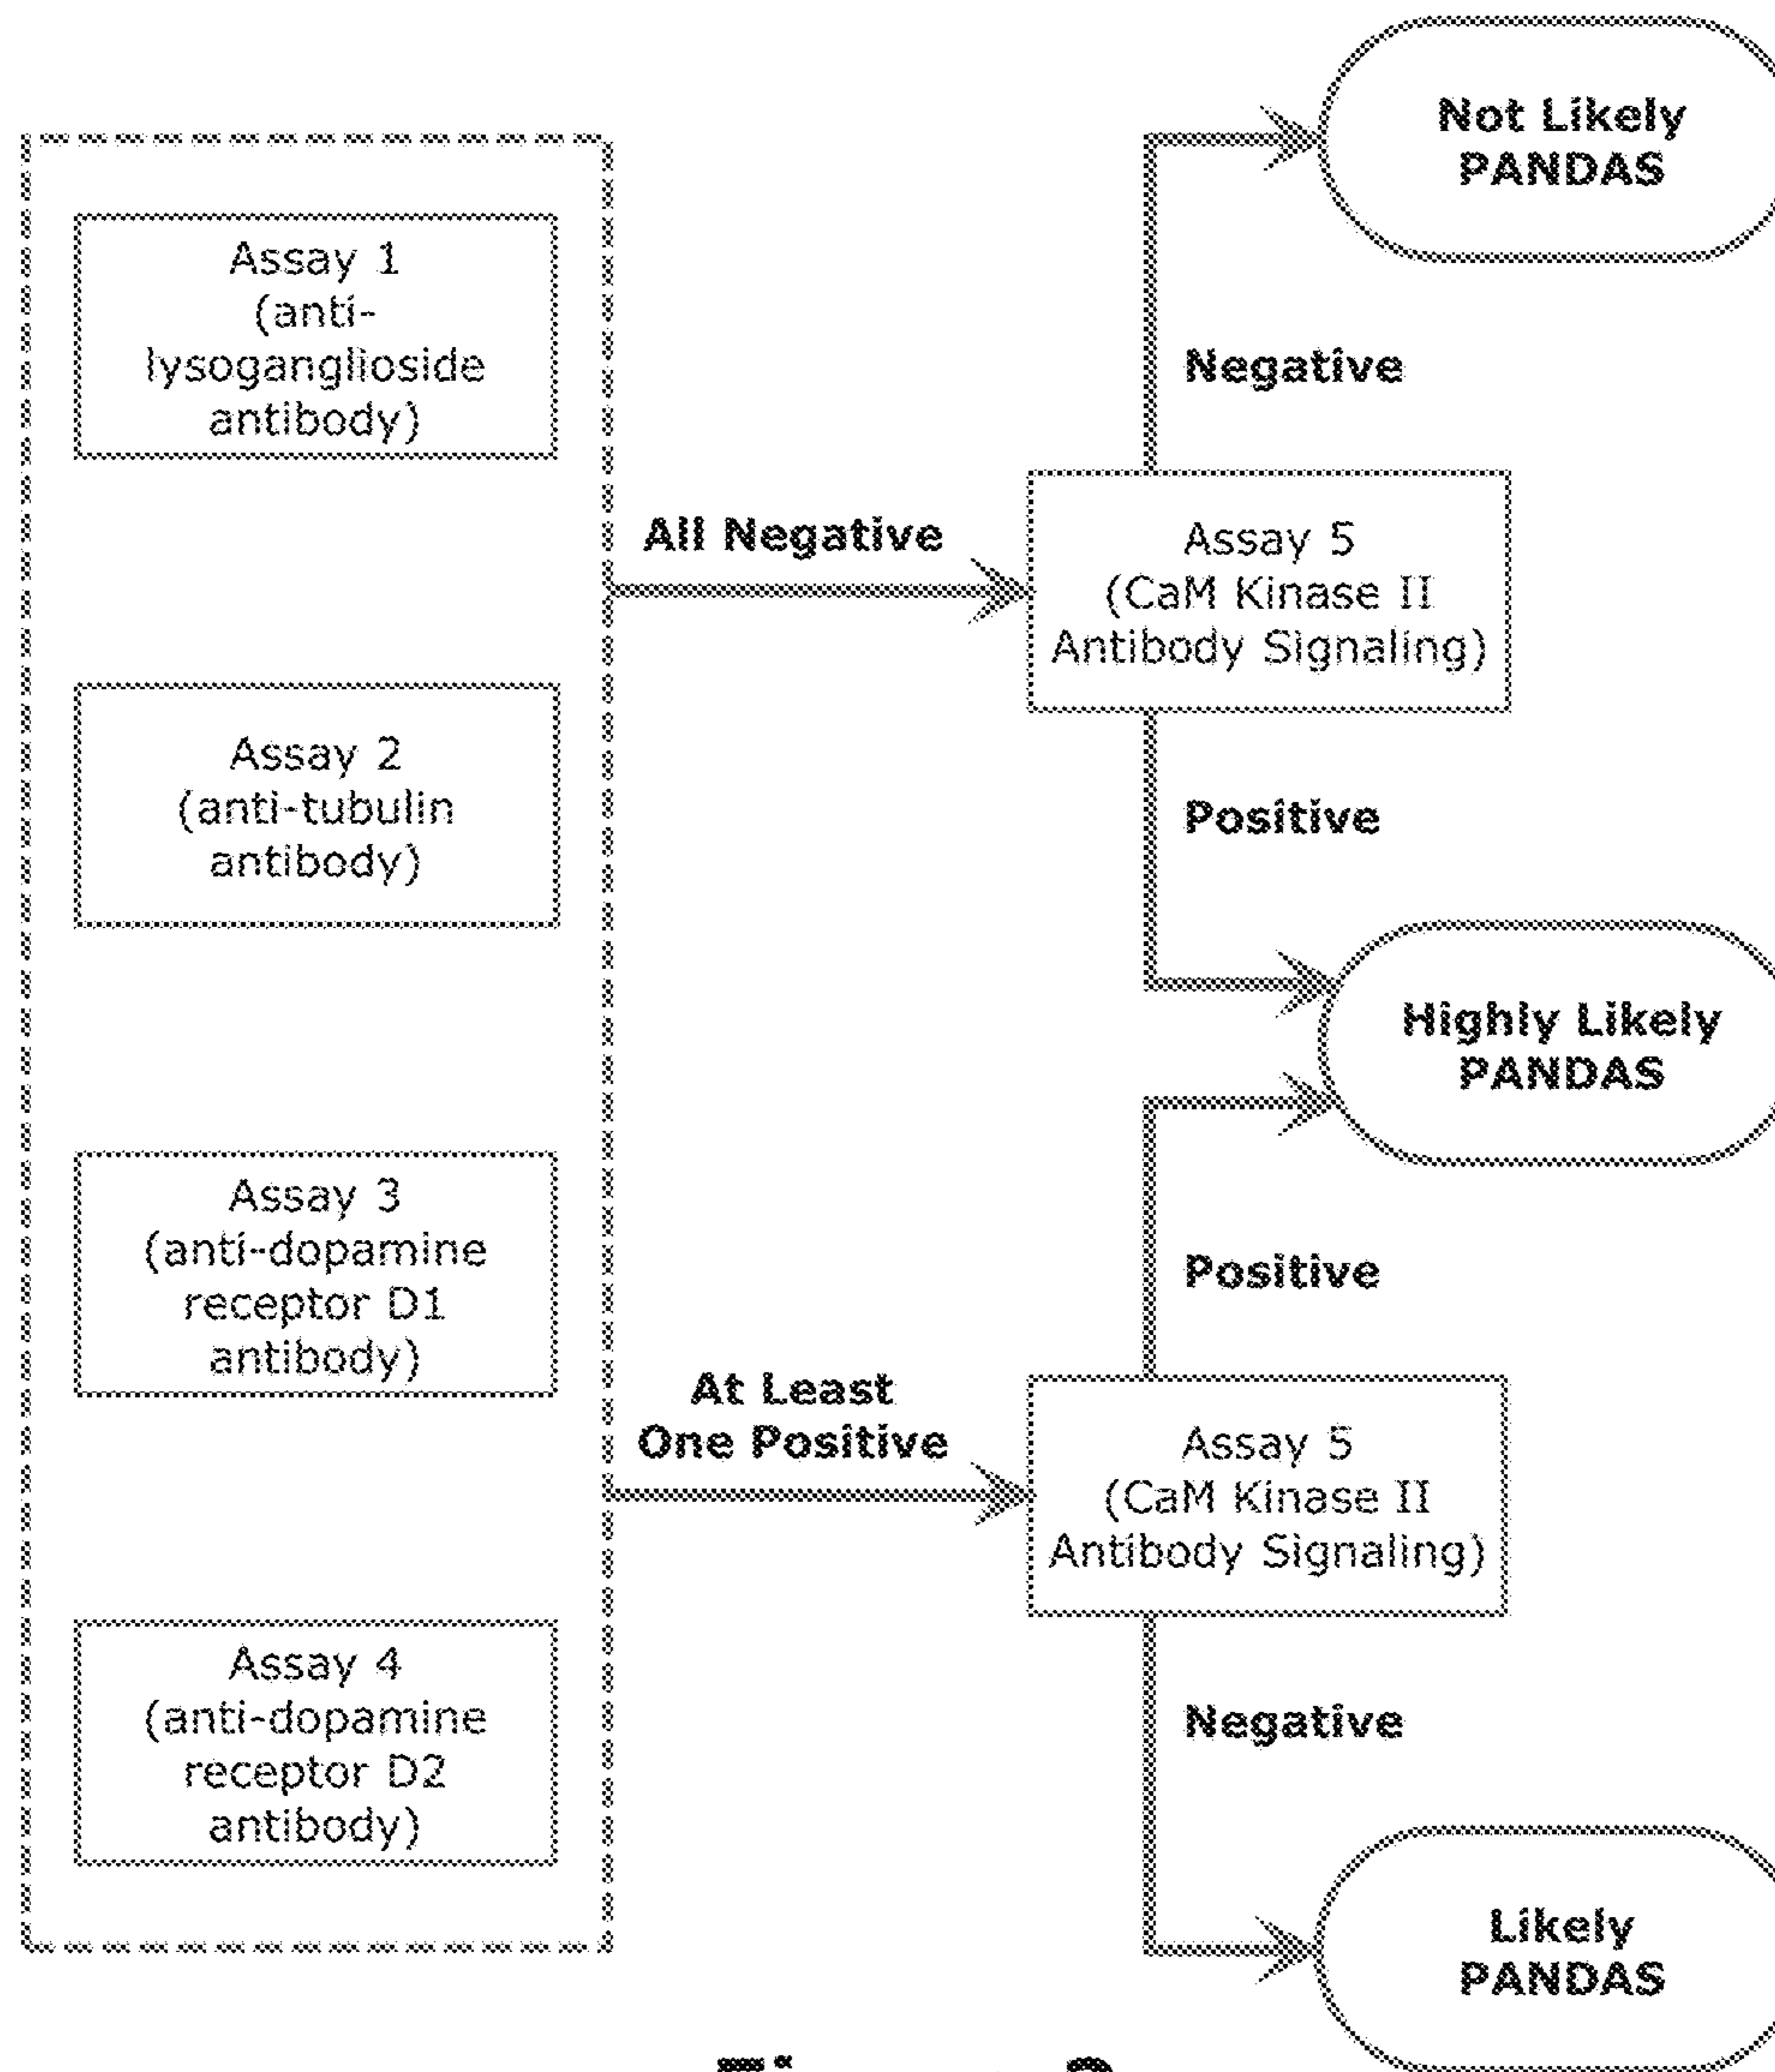 Not Likely
PANDAS
Assay 1
(anti-
lysoganglioside
antibody)
Negative
All Negative
Assay 5
(CaM Kinase II
Antibody Signaling)
Assay 2
(anti-tubulin
antibody)
Positive
Highly Likely
PANDAS
Assay 3
(anti-dopamine
receptor D1
antibody)
Positive
At Least
One Positive
Assay 5
(CaM Kinase II
Antibody Signaling)
Assay 4
(anti-dopamine
receptor D2
antibody)
Negative
Likely
PANDAS